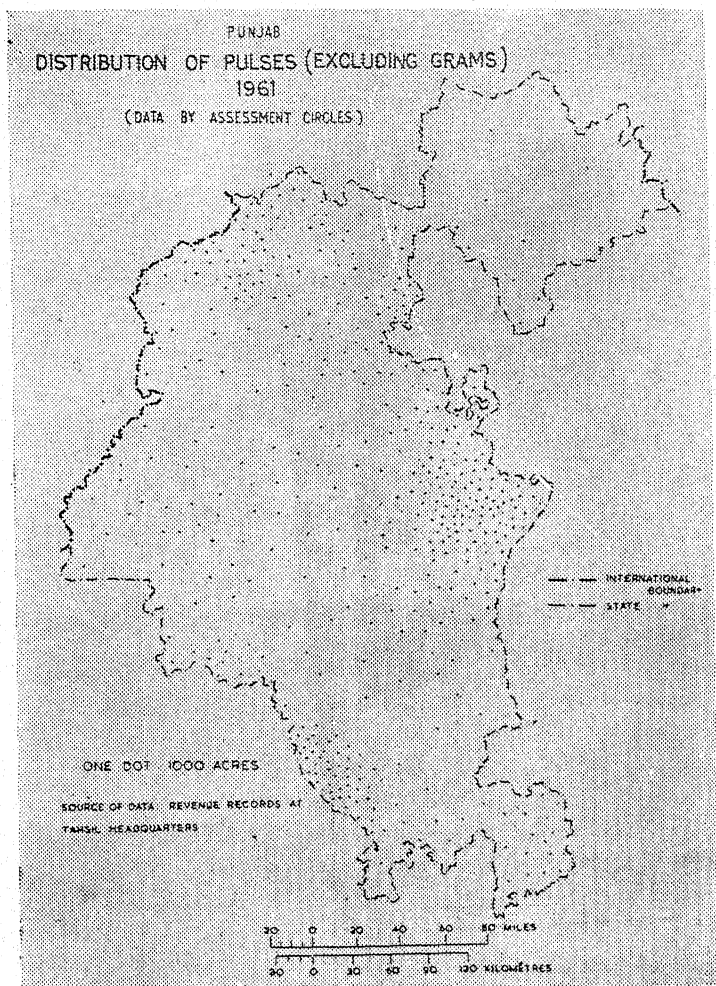 PUNJAB
DISTRIBUTION OF PULSES (EXCLUDING GRAMS)
1961
(DATA BY ASSESSMENT CIRCLES)
INTERNATIONAL
BOUNDARY
STATE "
ONE DOT 1000 ACRES
SOURCE OF DATA REVENUE RECORDS AT
TAHSIL HEADQUARTERS
20 0 20 40 60 80 MILES
30 0 30 60 90 120 KILOMETRES